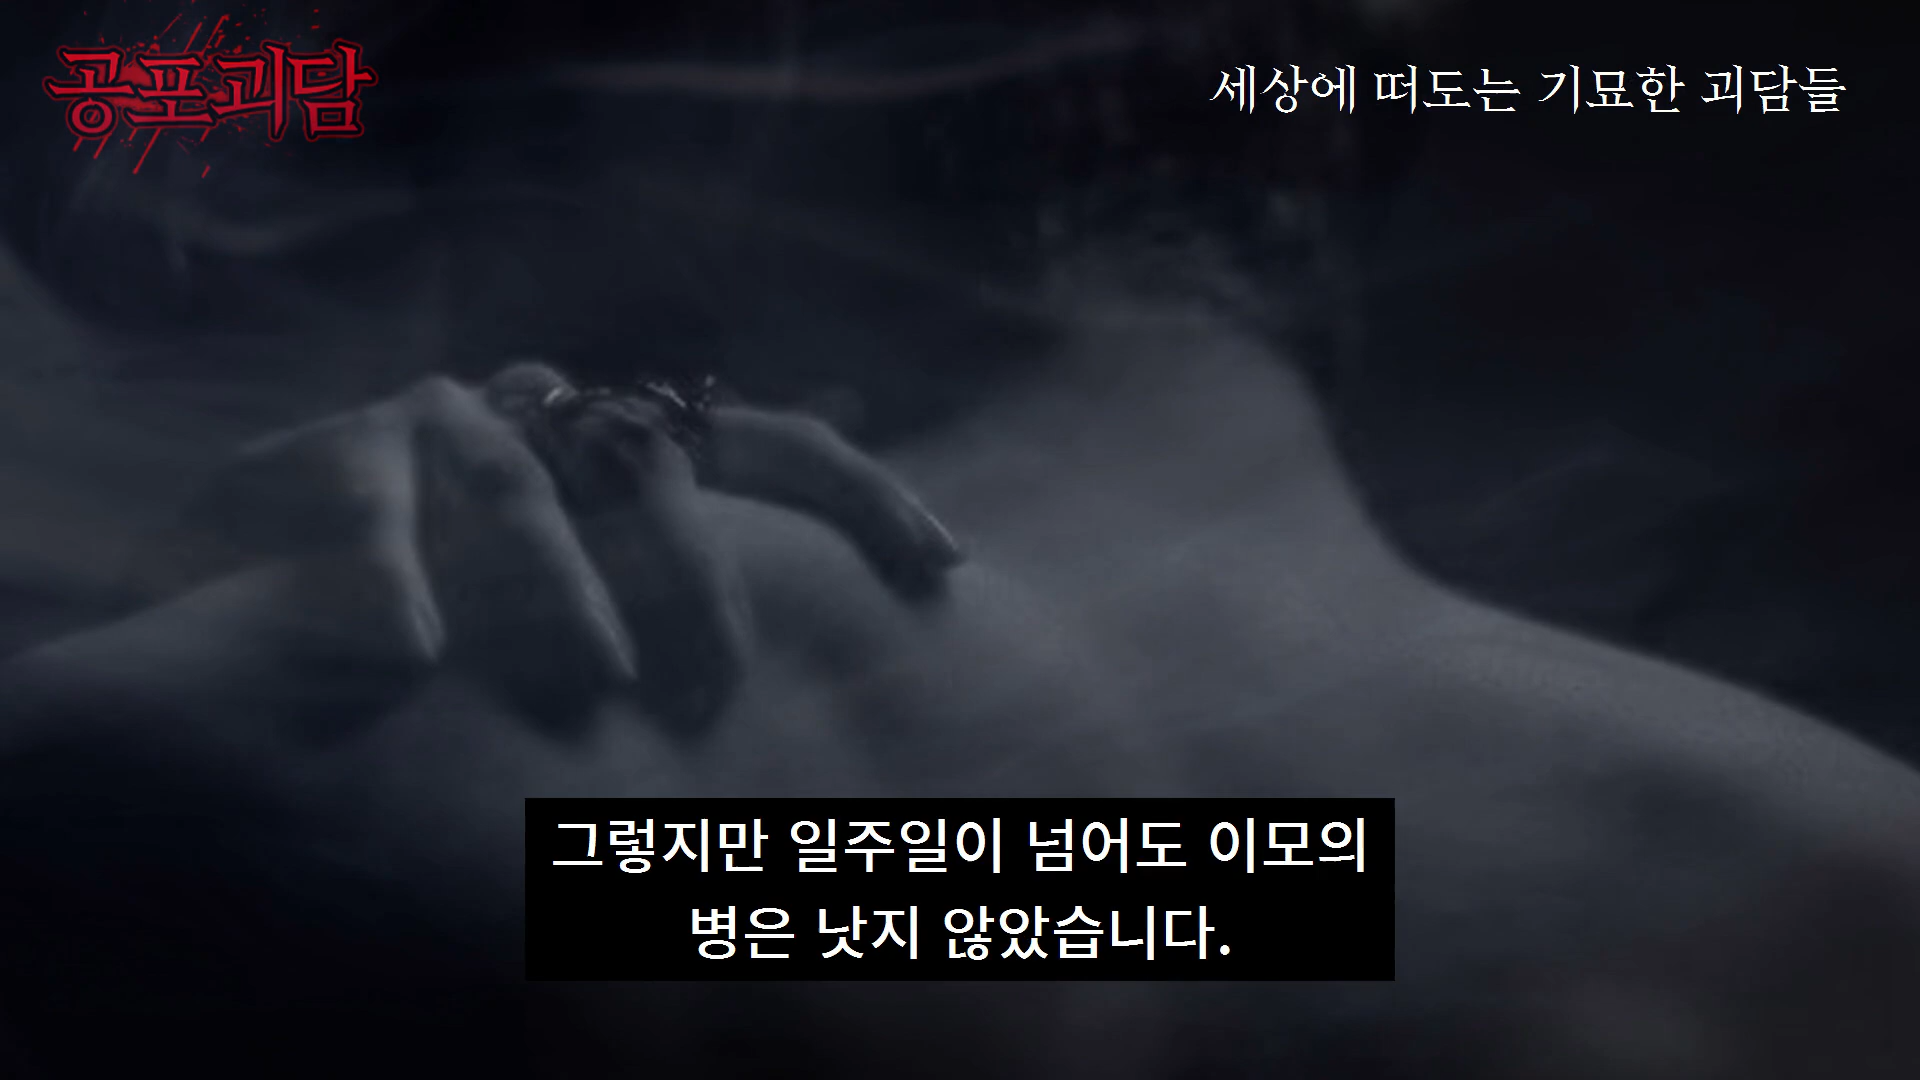 공포괴담
세상에 떠도는 기묘한 괴담들
그렇지만 일주일이 넘어도 이모의
병은 낫지 않았습니다.